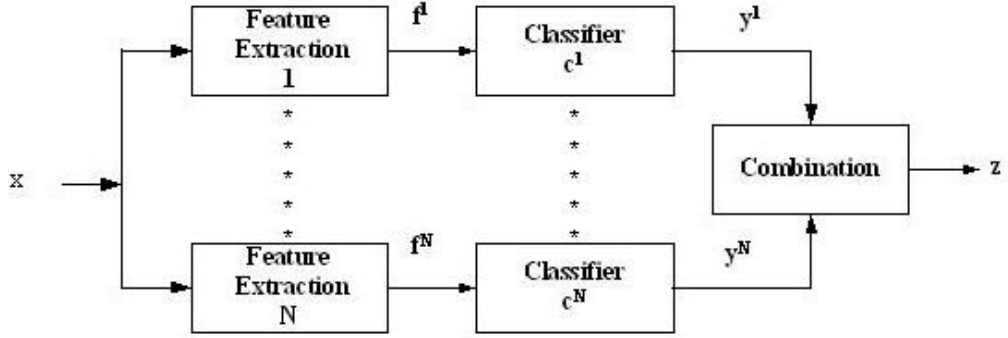 f¹
y¹
Feature
Extraction
1
Classifier
c¹
*
*
*
*
*
*
*
*
*
*
x
Combination
z
fᴺ
yᴺ
Feature
Extraction
N
Classifier
cᴺ